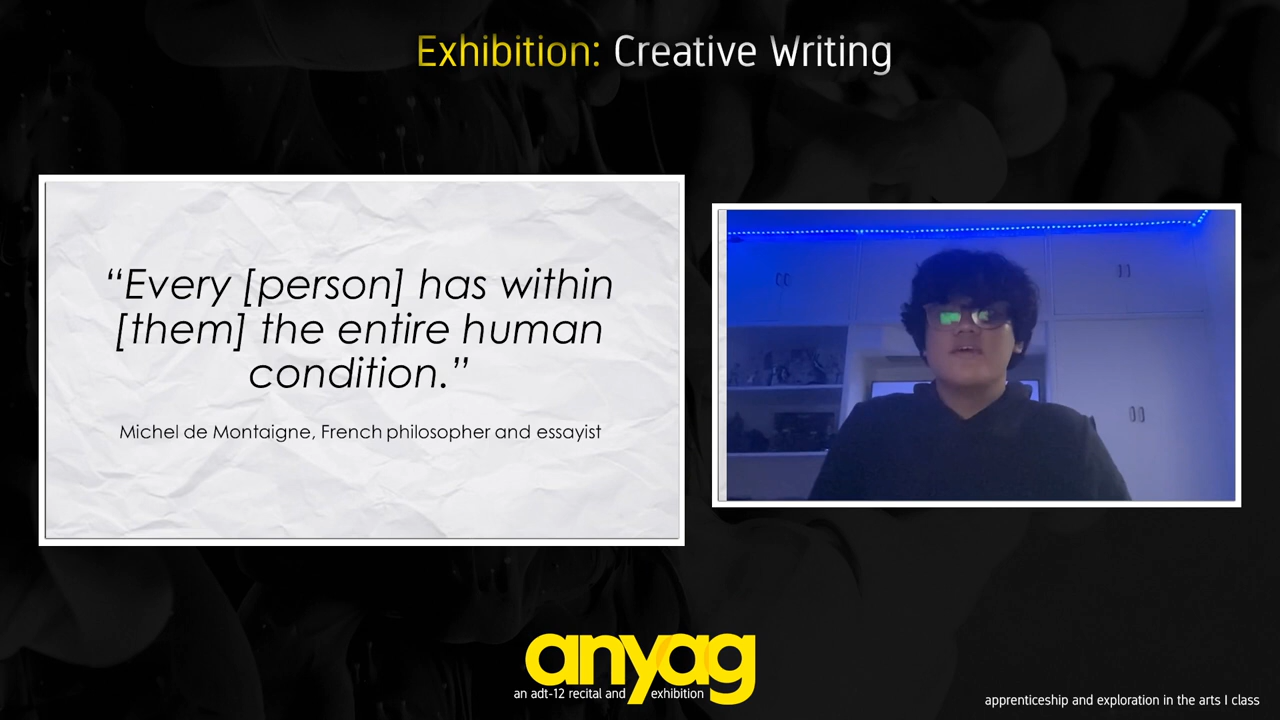 Exhibition: Creative Writing
“Every [person] has within
[them] the entire human
condition.”
Michel de Montaigne, French philosopher and essayist
anyag
an adt-12 recital and exhibition
apprenticeship and exploration in the arts I class